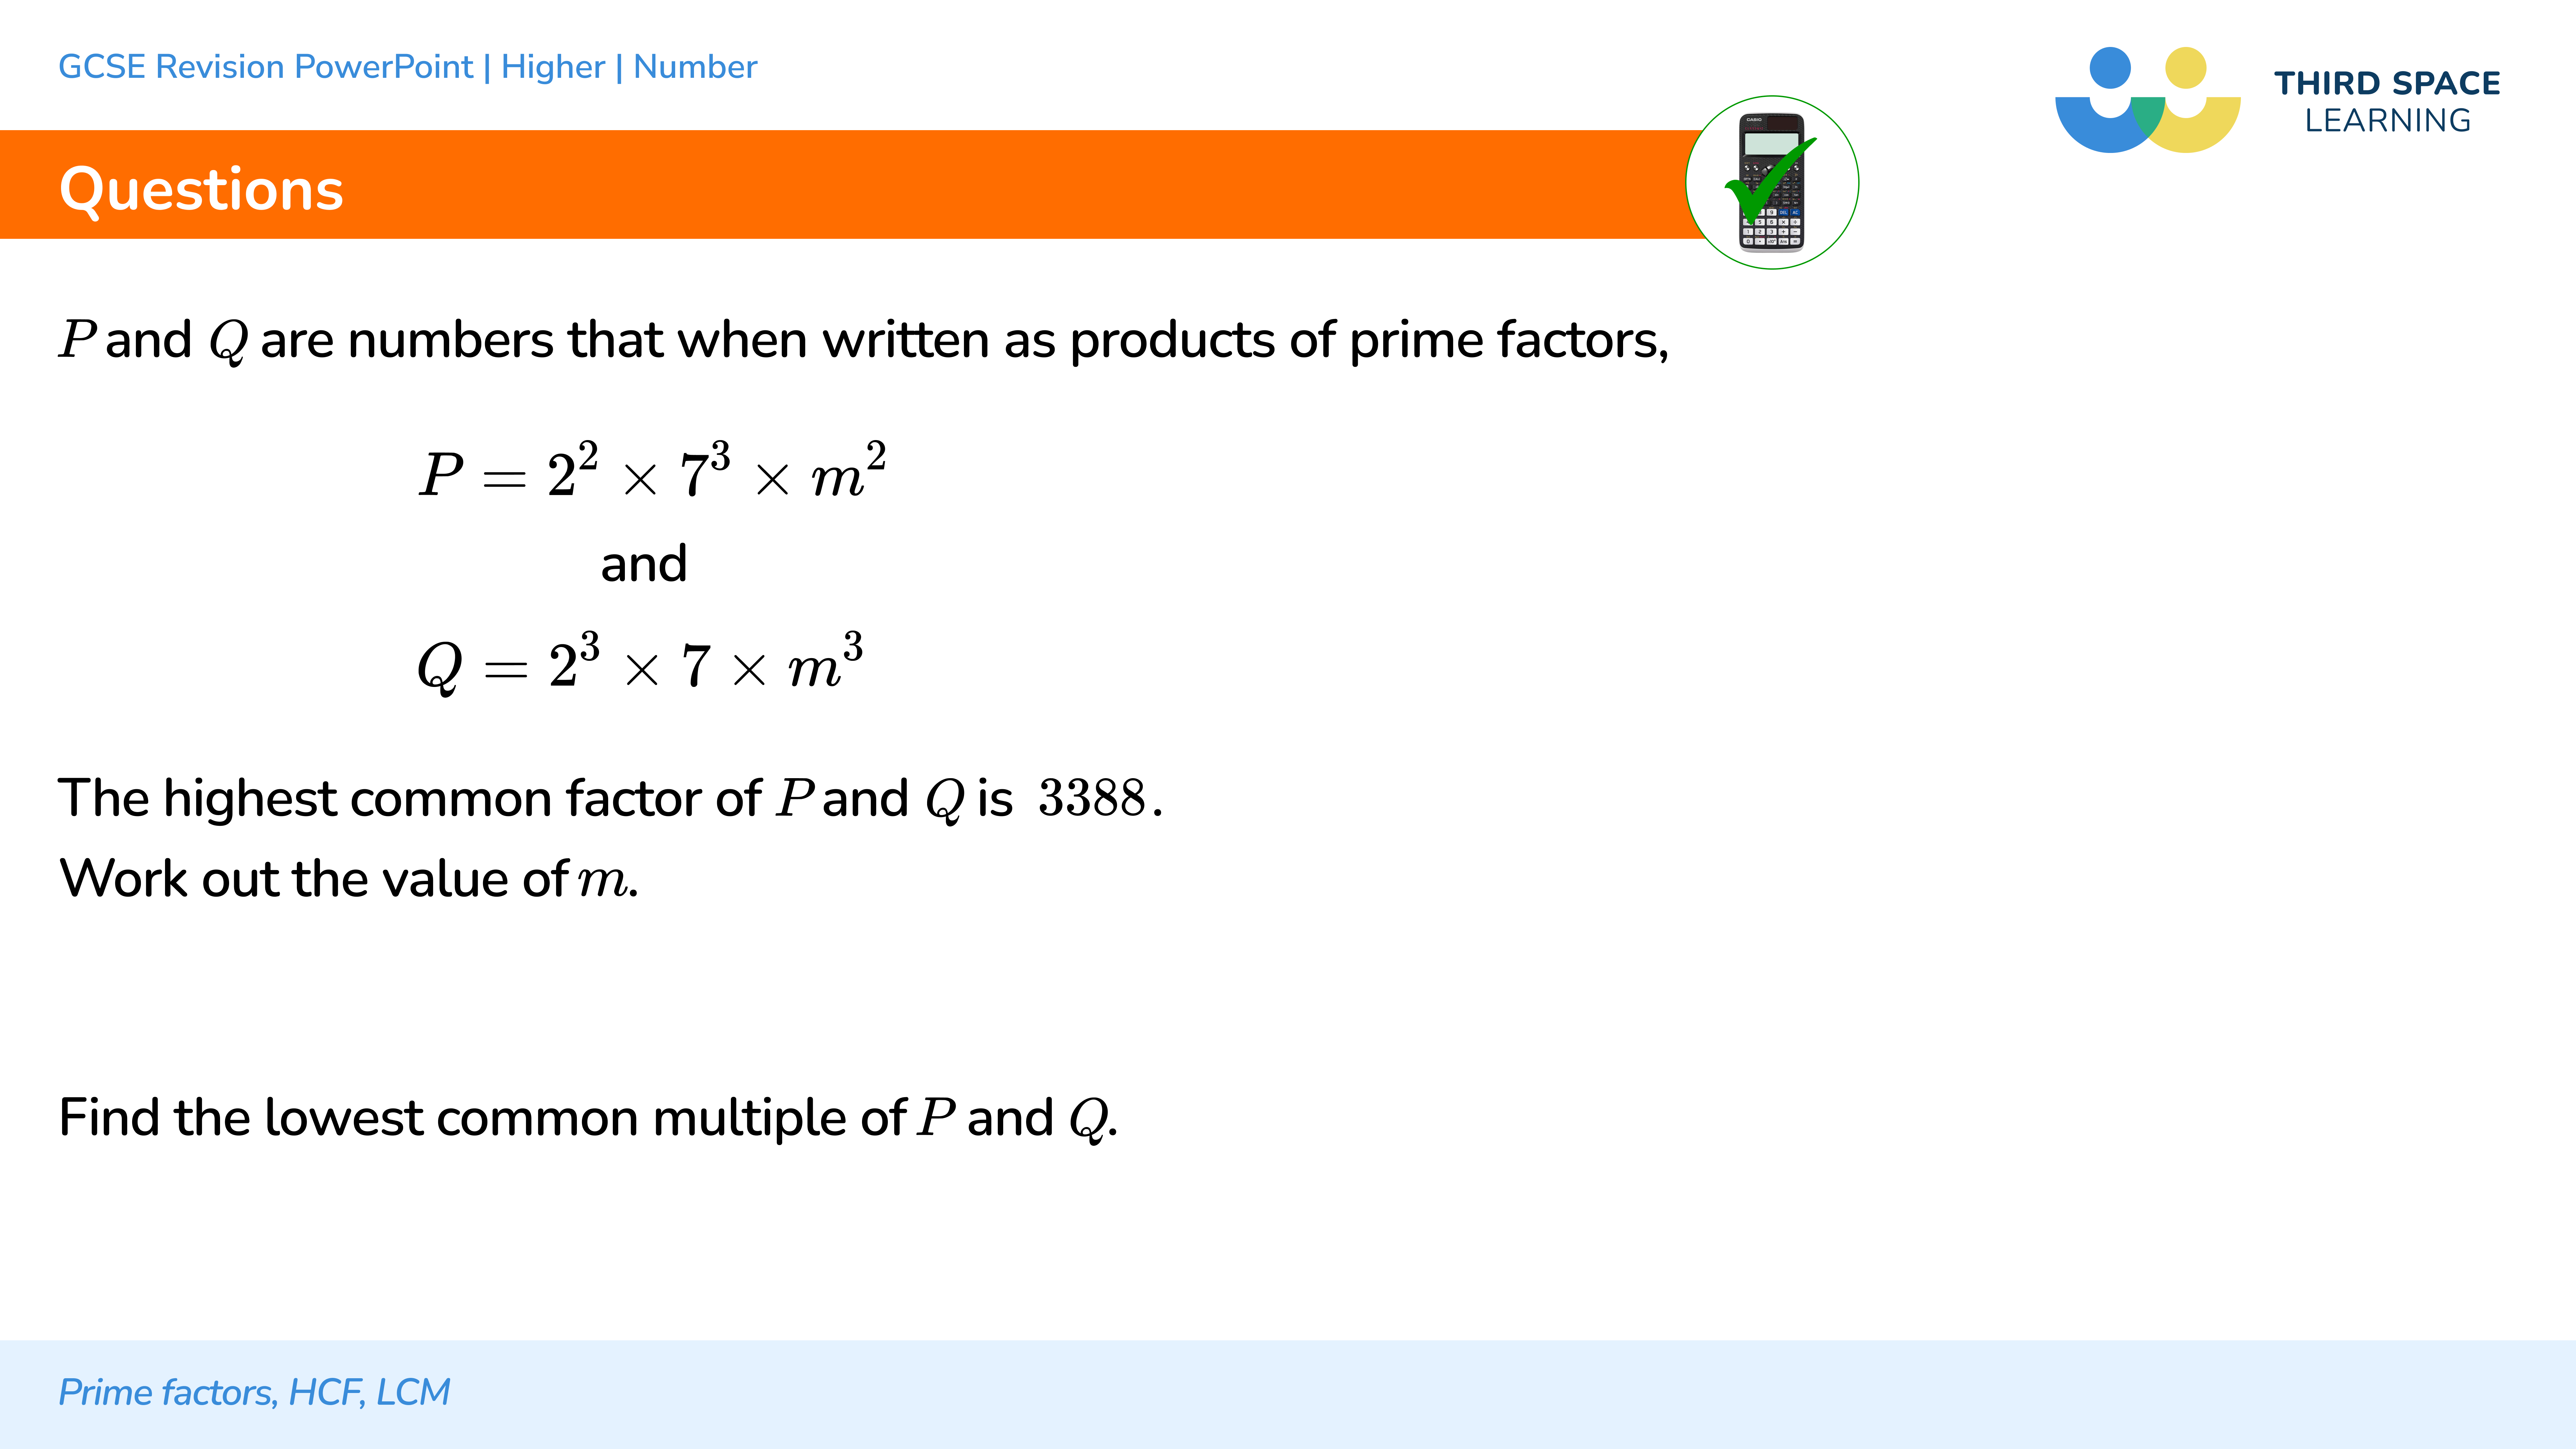 GCSE Revision PowerPoint | Higher | Number
THIRD SPACE
LEARNING
Questions
CASIO
P and Q are numbers that when written as products of prime factors,
P = 2² × 7³ × m²
and
Q = 2³ × 7 × m³
The highest common factor of P and Q is 3388.
Work out the value of m.
Find the lowest common multiple of P and Q.
Prime factors, HCF, LCM